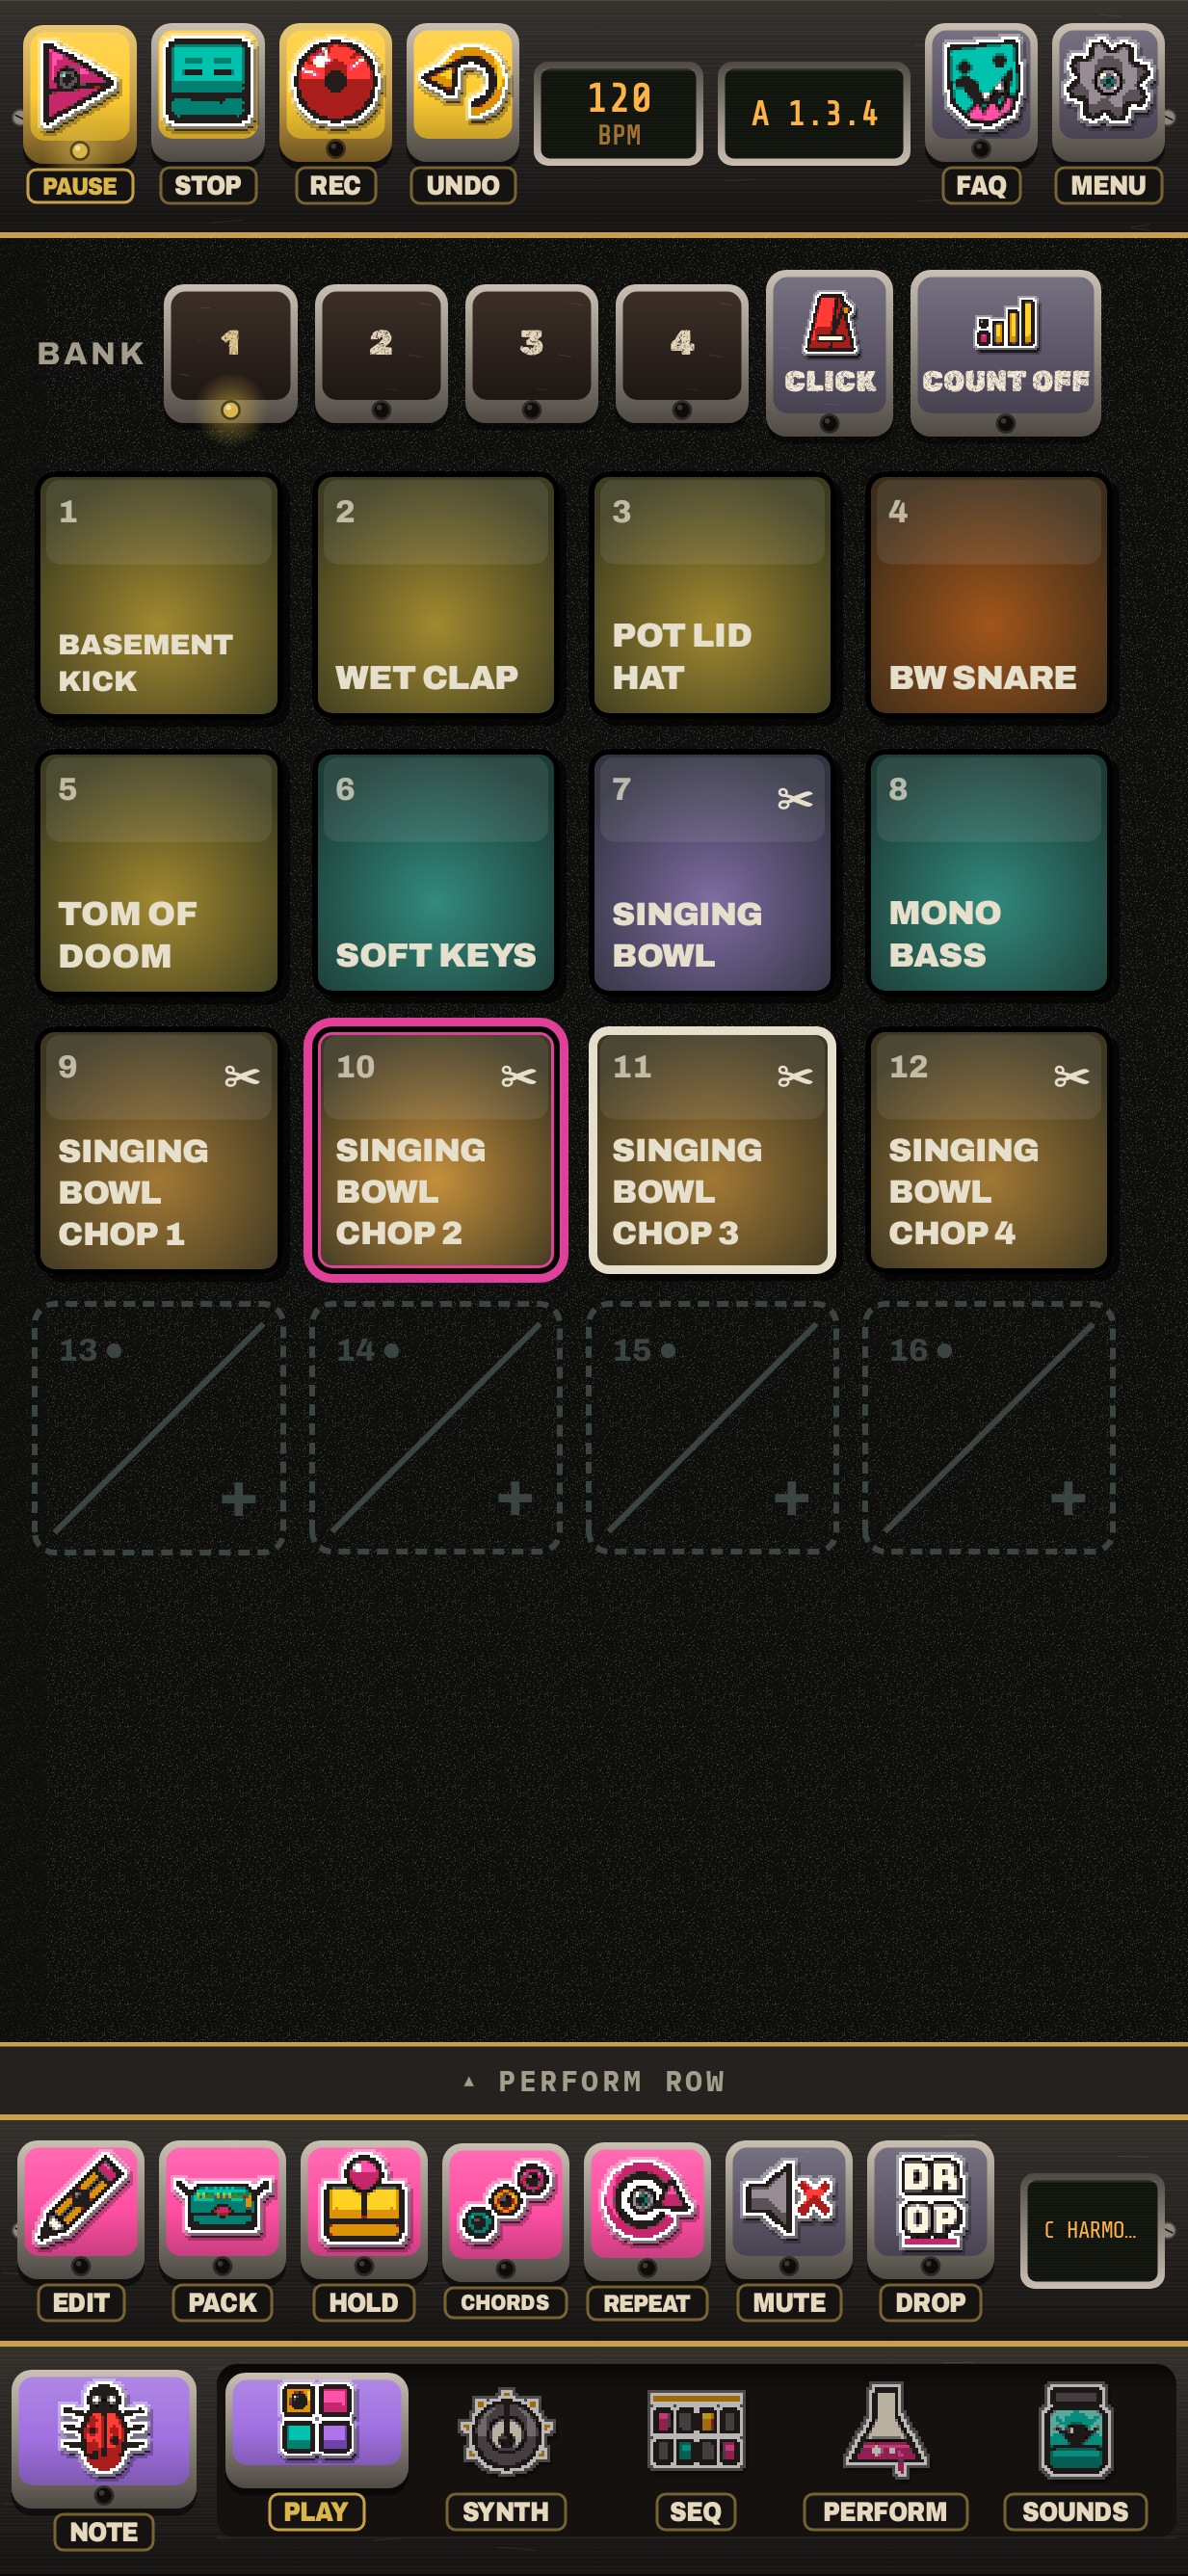 120
BPM
A 1.3.4
PAUSE
STOP
REC
UNDO
FAQ
MENU
BANK
1
2
3
4
CLICK
COUNT OFF
1
BASEMENT
KICK
2
WET CLAP
3
POT LID
HAT
4
BW SNARE
5
TOM OF
DOOM
6
SOFT KEYS
7
SINGING
BOWL
8
MONO
BASS
9
SINGING
BOWL
CHOP 1
10
SINGING
BOWL
CHOP 2
11
SINGING
BOWL
CHOP 3
12
SINGING
BOWL
CHOP 4
13
14
15
16
▲ PERFORM ROW
DR
OP
C HARMO...
EDIT
PACK
HOLD
CHORDS
REPEAT
MUTE
DROP
NOTE
PLAY
SYNTH
SEQ
PERFORM
SOUNDS